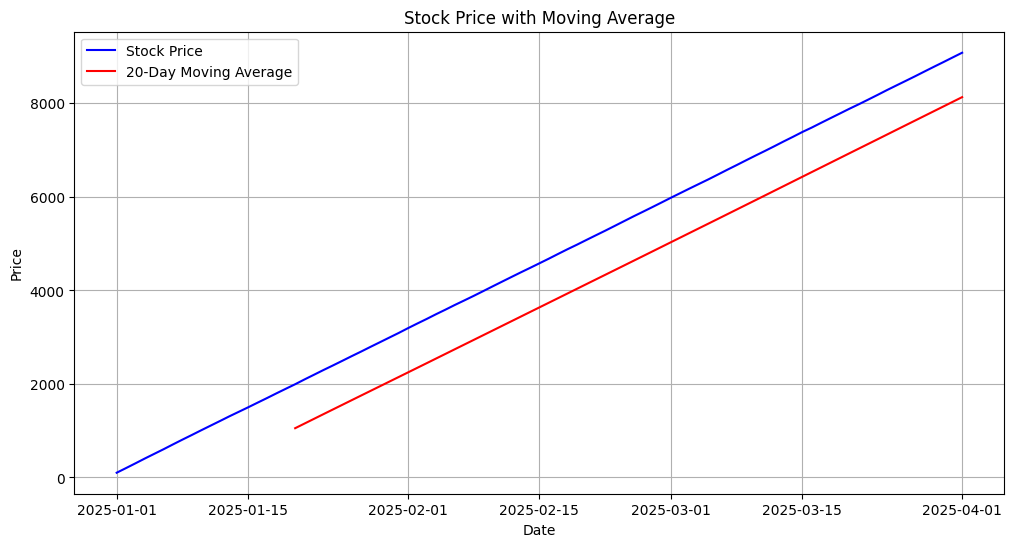 Stock Price with Moving Average
Stock Price
20-Day Moving Average
8000
6000
4000
2000
0
Price
2025-01-01 2025-01-15 2025-02-01 2025-02-15 2025-03-01 2025-03-15 2025-04-01
Date